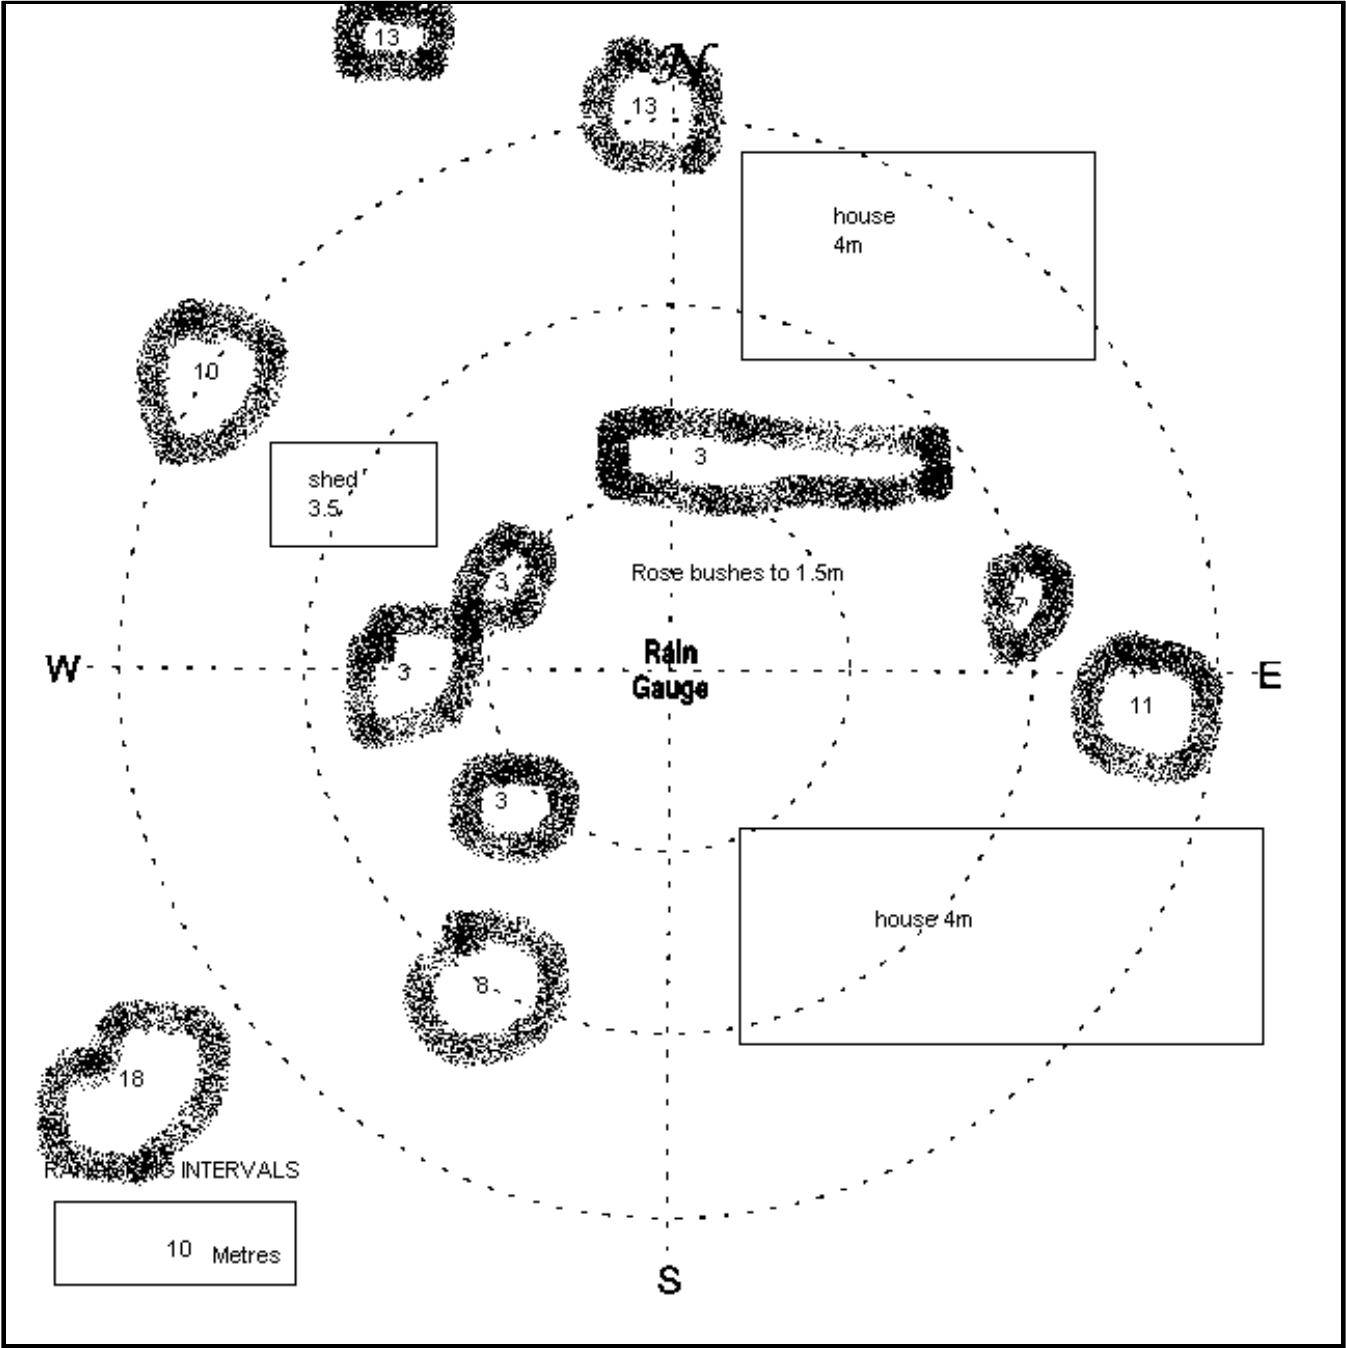 13
N
13
house
4m
10
3
shed
3.5
3
Rose bushes to 1.5m
7
Rain
Gauge
W
3
E
11
3
house 4m
8
18
INTERVALS
10 Metres
S